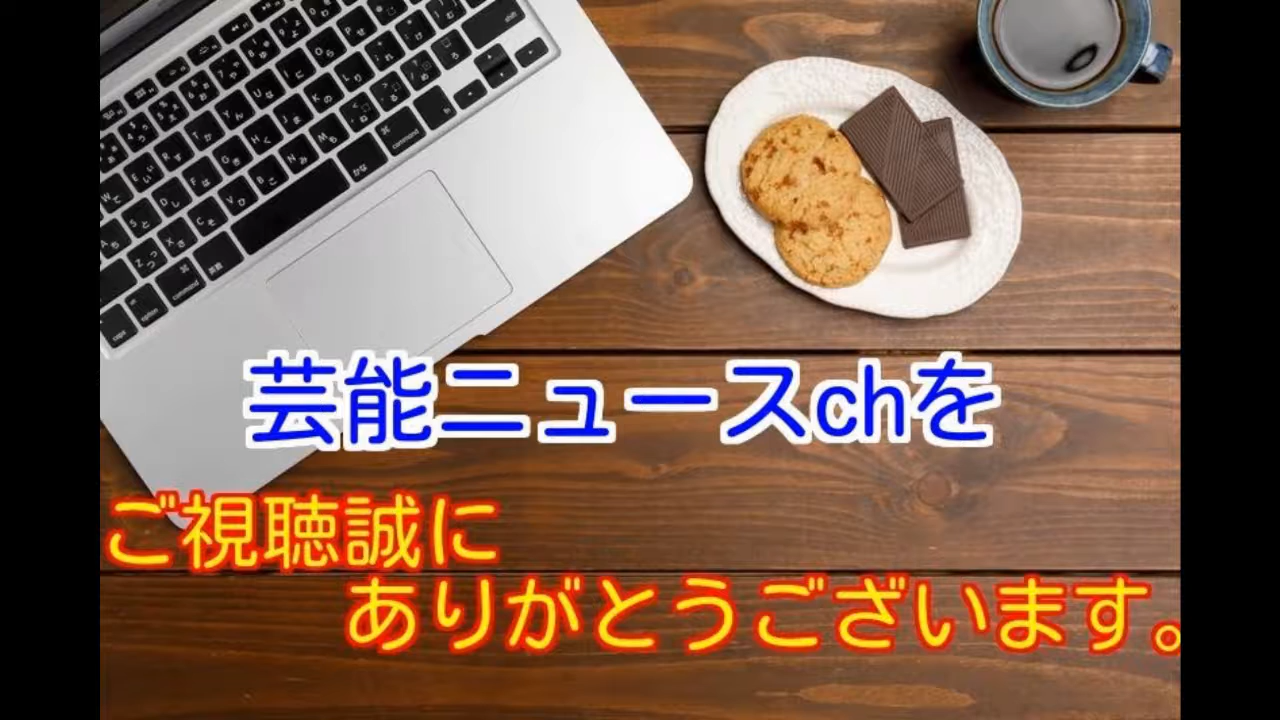 芸能ニュースchを
ご視聴誠に
ありがとうございます。